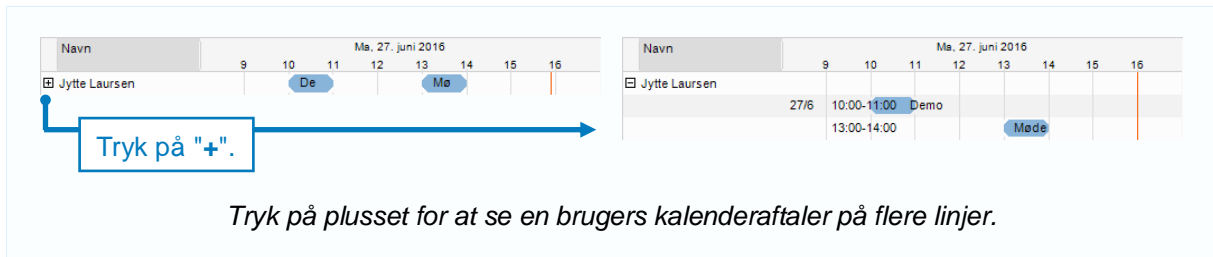 Navn
Ma, 27. juni 2016
9 10 11 12 13 14 15 16
Jytte Laursen
De Mø
Tryk på "+".
Navn
Ma, 27. juni 2016
9 10 11 12 13 14 15 16
Jytte Laursen
27/6 10:00-11:00 Demo
13:00-14:00 Møde
Tryk på plusset for at se en brugers kalenderaftaler på flere linjer.